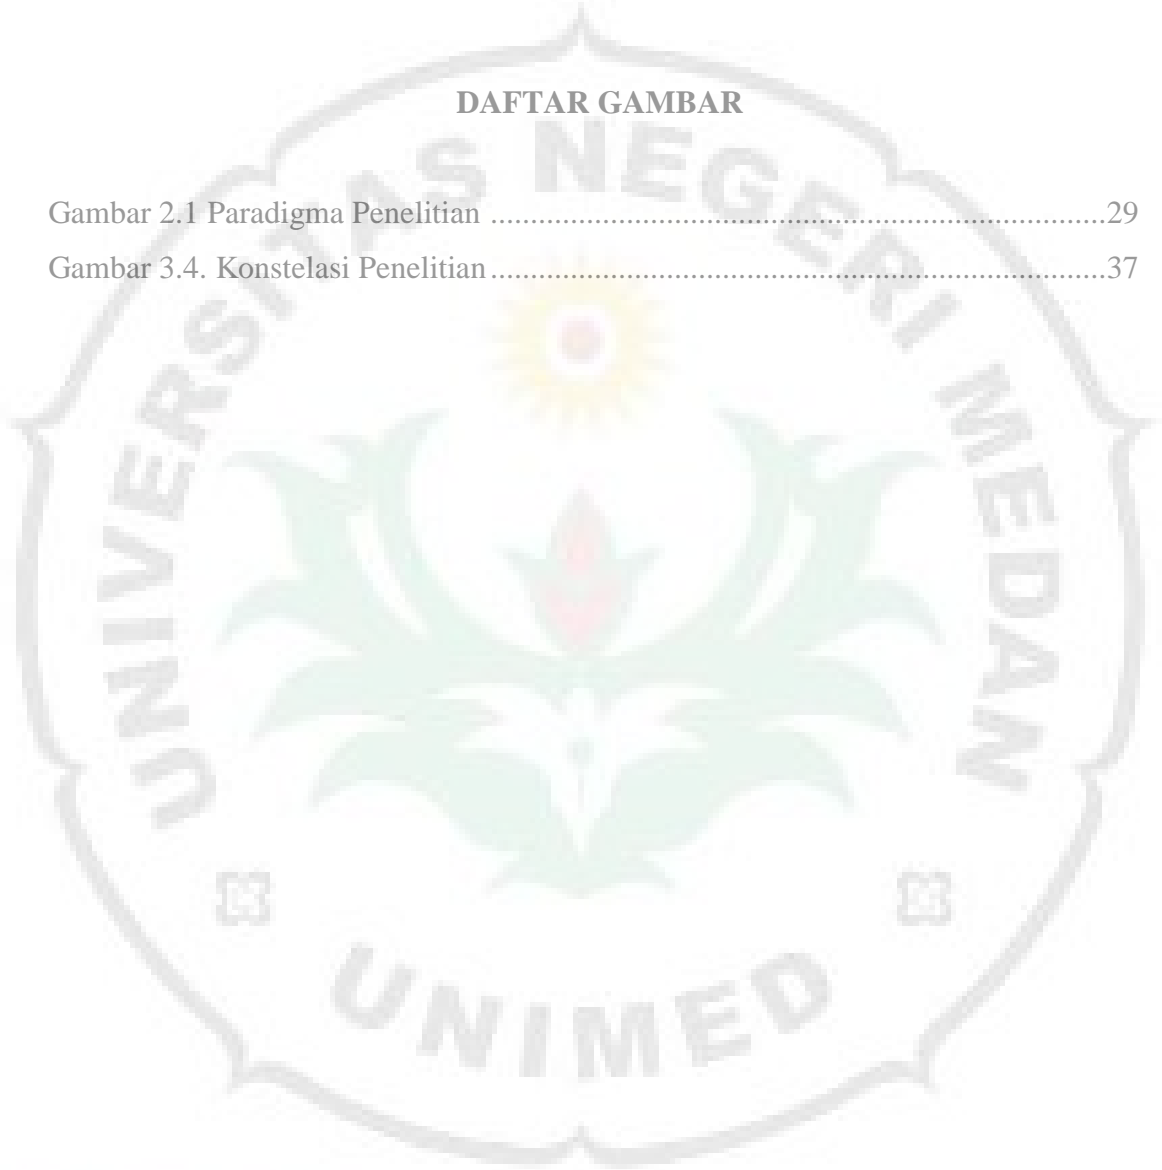 DAFTAR GAMBAR
Gambar 2.1 Paradigma Penelitian ..............................................................................29
Gambar 3.4. Konstelasi Penelitian..............................................................................37
UNIVERSITAS NEGERI MEDAN
UNIMED